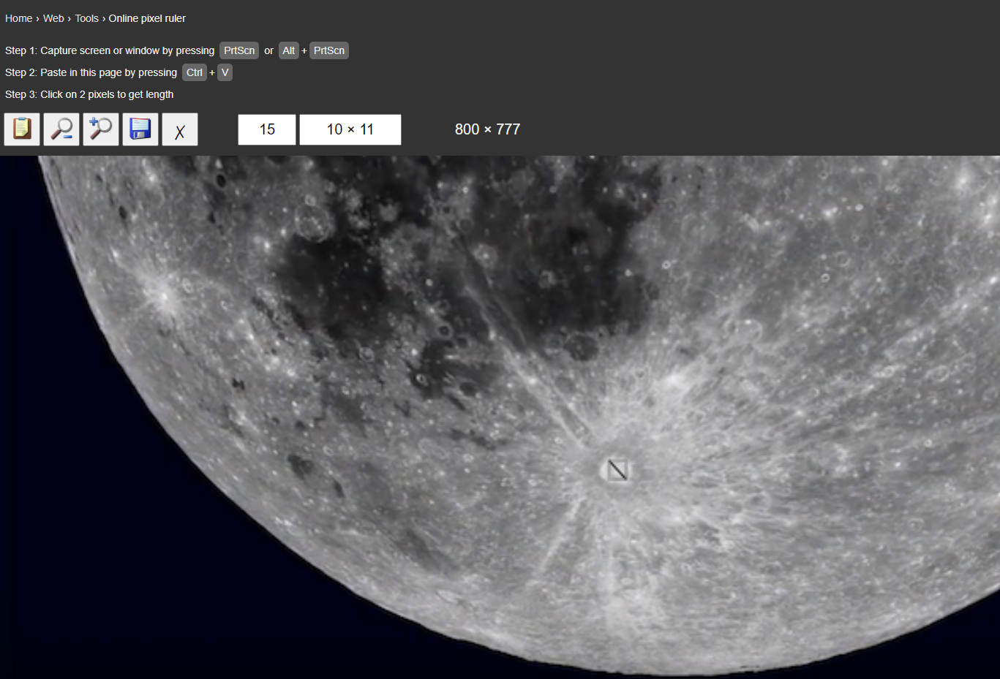 Home › Web › Tools › Online pixel ruler
Step 1: Capture screen or window by pressing PrtScn or Alt + PrtScn
Step 2: Paste in this page by pressing Ctrl + V
Step 3: Click on 2 pixels to get length
X 15 10 × 11 800 × 777